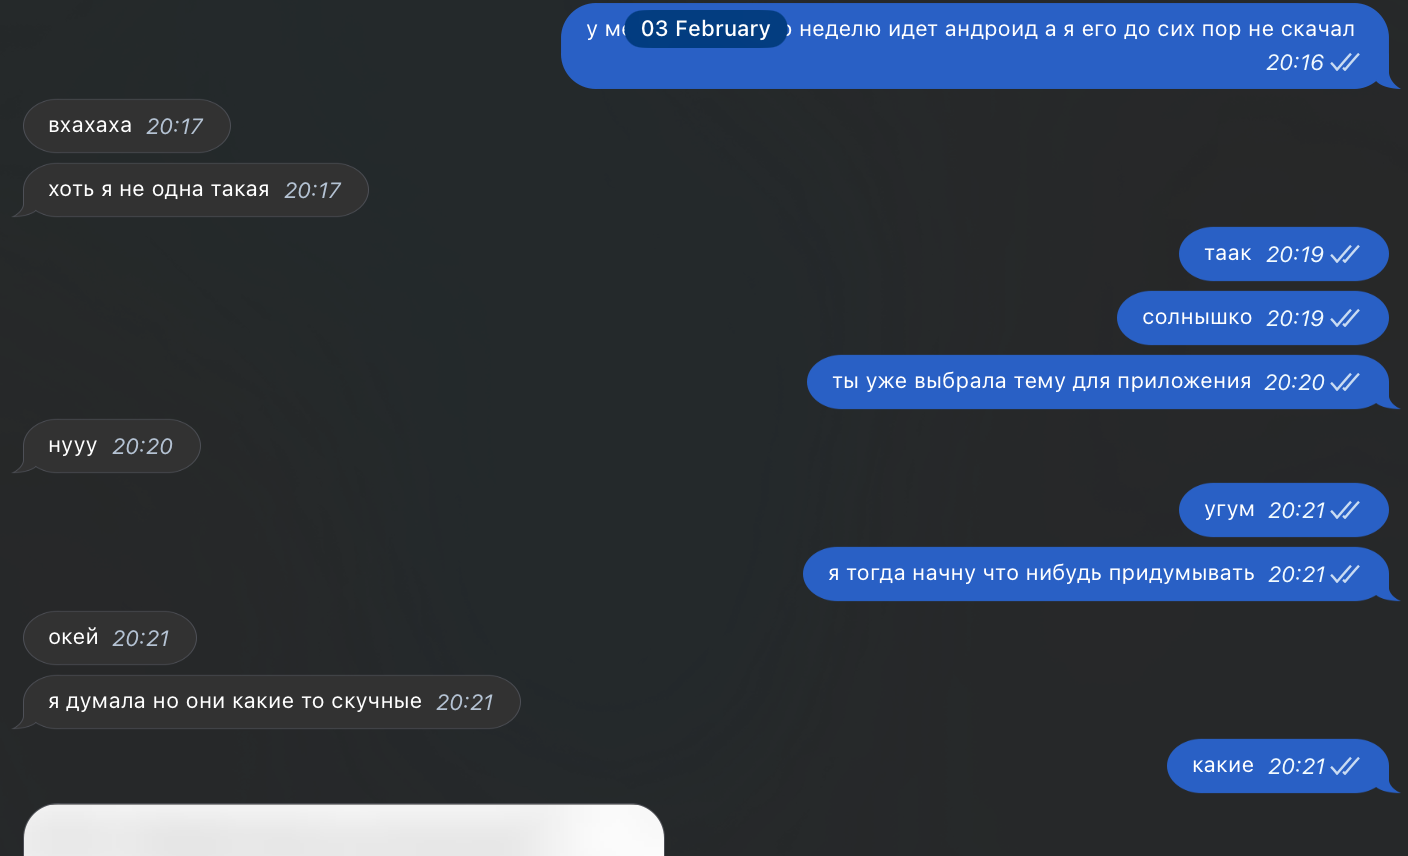 у м
03 February
неделю идет андроид а я его до сих пор не скачал
20:16
вхахаха 20:17
хоть я не одна такая 20:17
таак 20:19
солнышко 20:19
ты уже выбрала тему для приложения 20:20
нууу 20:20
угум 20:21
я тогда начну что нибудь придумывать 20:21
окей 20:21
я думала но они какие то скучные 20:21
какие 20:21